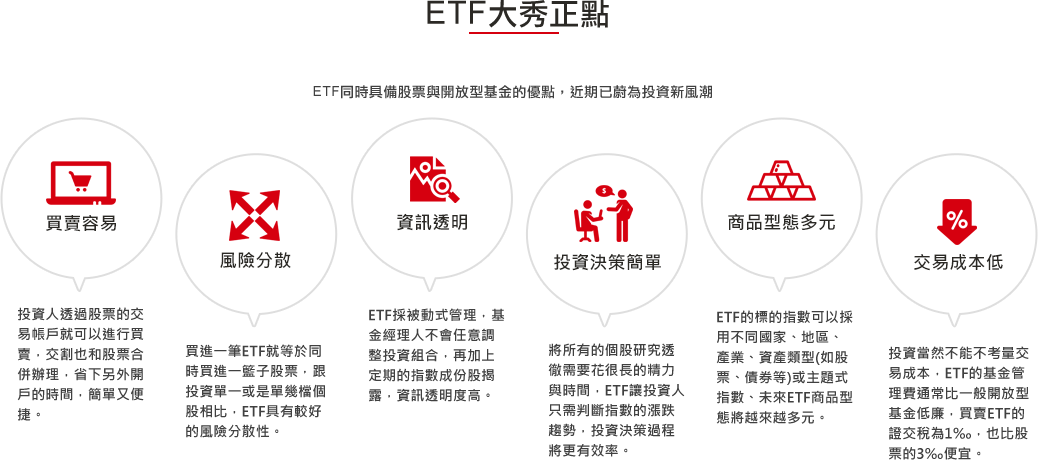 ETF大秀正點
ETF同時具備股票與開放型基金的優點，近期已蔚為投資新風潮
買賣容易
投資人透過股票的交
易帳戶就可以進行買
賣，交割也和股票合
併辦理，省下另外開
戶的時間，簡單又便
捷。
風險分散
買進一筆ETF就等於同
時買進一籃子股票，跟
投資單一或是單幾檔個
股相比，ETF具有較好
的風險分散性。
資訊透明
ETF採被動式管理，基
金經理人不會任意調
整投資組合，再加上
定期的指數成份股揭
露，資訊透明度高。
$
投資決策簡單
將所有的個股研究透
徹需要花很長的精力
與時間，ETF讓投資人
只需判斷指數的漲跌
趨勢，投資決策過程
將更有效率。
商品型態多元
ETF的標的指數可以採
用不同國家、地區、
產業、資產類型(如股
票、債券等)或主題式
指數、未來ETF商品型
態將越來越多元。
%
交易成本低
投資當然不能不考量交
易成本，ETF的基金管
理費通常比一般開放型
基金低廉，買賣ETF的
證交稅為1‰，也比股
票的3‰便宜。